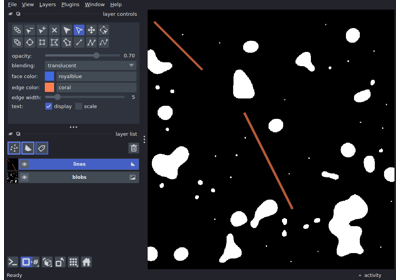 File View Layers Plugins Window Help
layer controls
opacity: 0.70
blending: translucent
face color: royalblue
edge color: coral
edge width: 5
text: display scale
layer list
lines
blobs
Ready activity